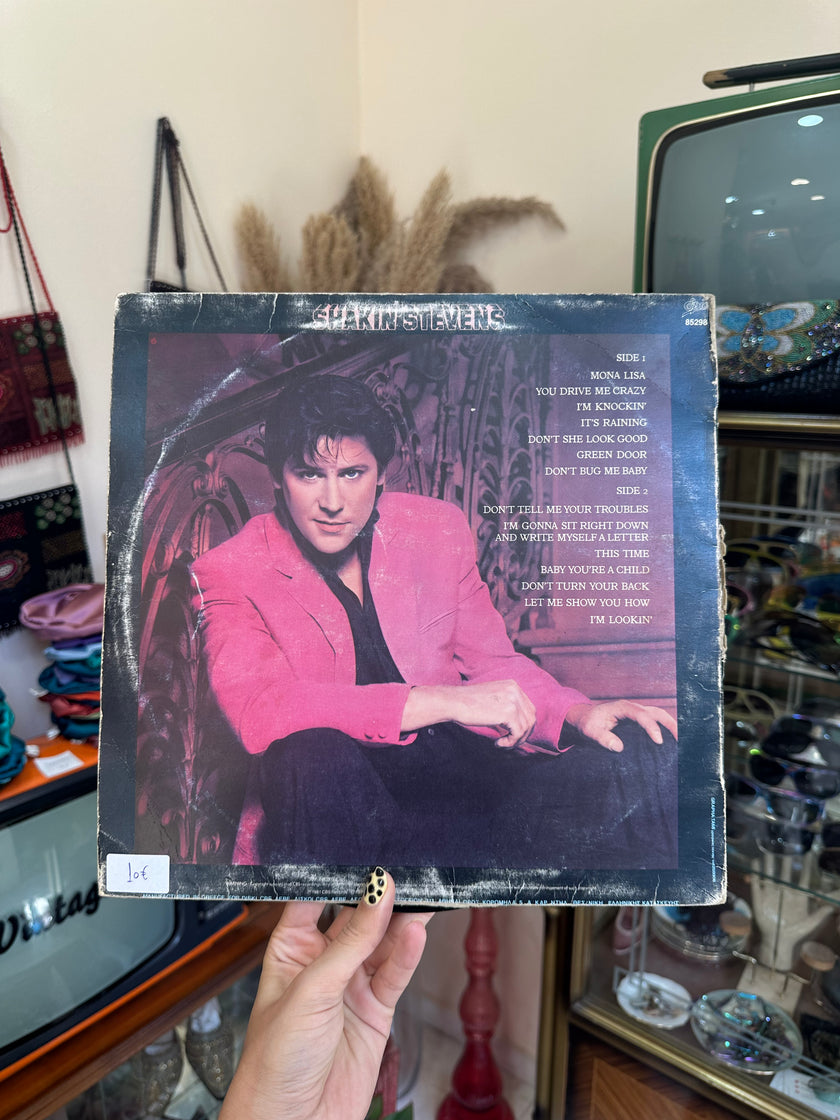 SHAKIN' STEVENS
Epic
85298
SIDE 1
MONA LISA
YOU DRIVE ME CRAZY
I'M KNOCKIN'
IT'S RAINING
DON'T SHE LOOK GOOD
GREEN DOOR
DON'T BUG ME BABY
SIDE 2
DON'T TELL ME YOUR TROUBLES
I'M GONNA SIT RIGHT DOWN
AND WRITE MYSELF A LETTER
THIS TIME
BABY YOU'RE A CHILD
DON'T TURN YOUR BACK
LET ME SHOW YOU HOW
I'M LOOKIN'
10€
Vintag